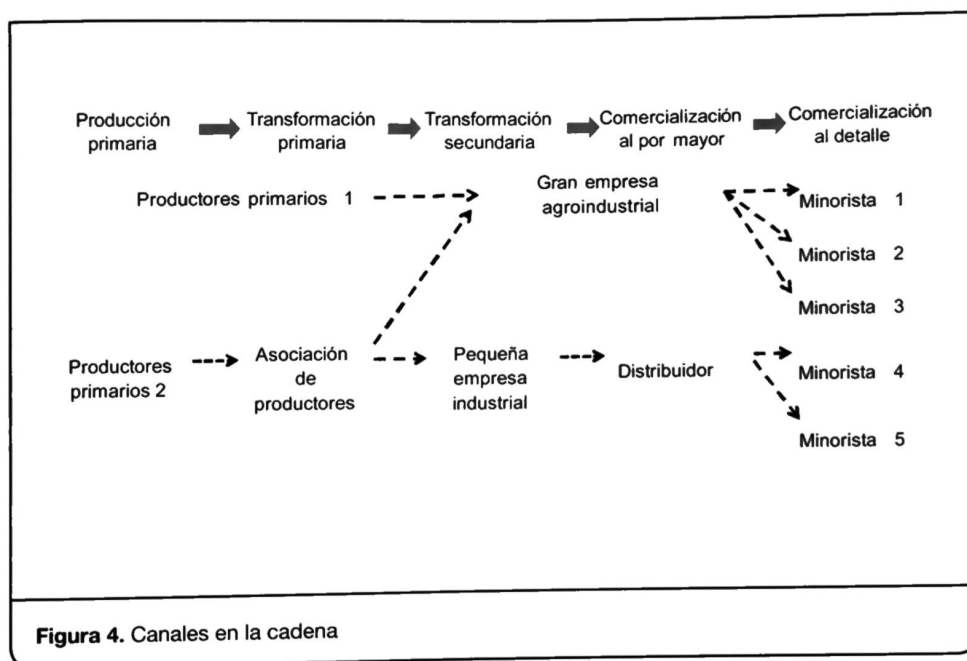 Producción
primaria
Transformación
primaria
Transformación
secundaria
Comercialización
al por mayor
Comercialización
al detalle
Productores primarios 1
Gran empresa
agroindustrial
Minorista 1
Minorista 2
Minorista 3
Productores
primarios 2
Asociación
de
productores
Pequeña
empresa
industrial
Distribuidor
Minorista 4
Minorista 5
Figura 4. Canales en la cadena